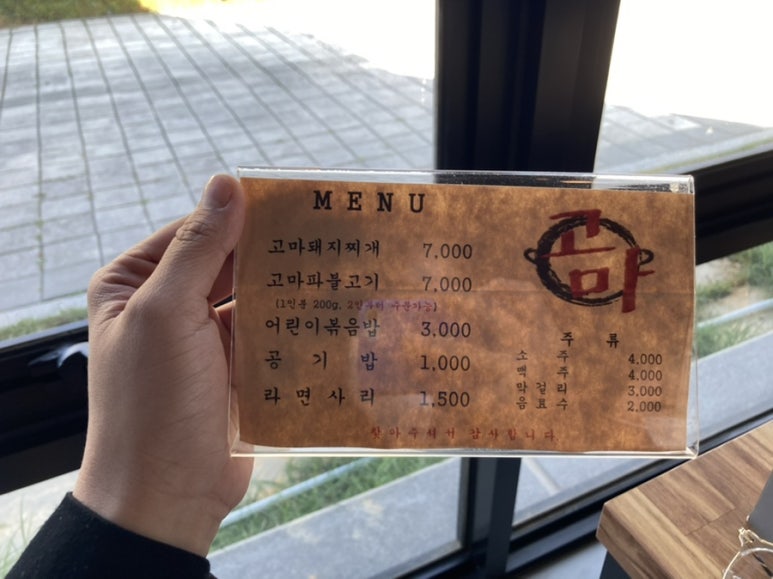 MENU
고마돼지찌개 7,000
고마파불고기 7,000
(1인분 200g, 2인부터 주문가능)
어린이볶음밥 3,000
공기밥 1,000
라면사리 1,500
고마
주류
소주 4,000
맥주 4,000
막걸리 3,000
음료수 2,000
찾아주셔서 감사합니다.